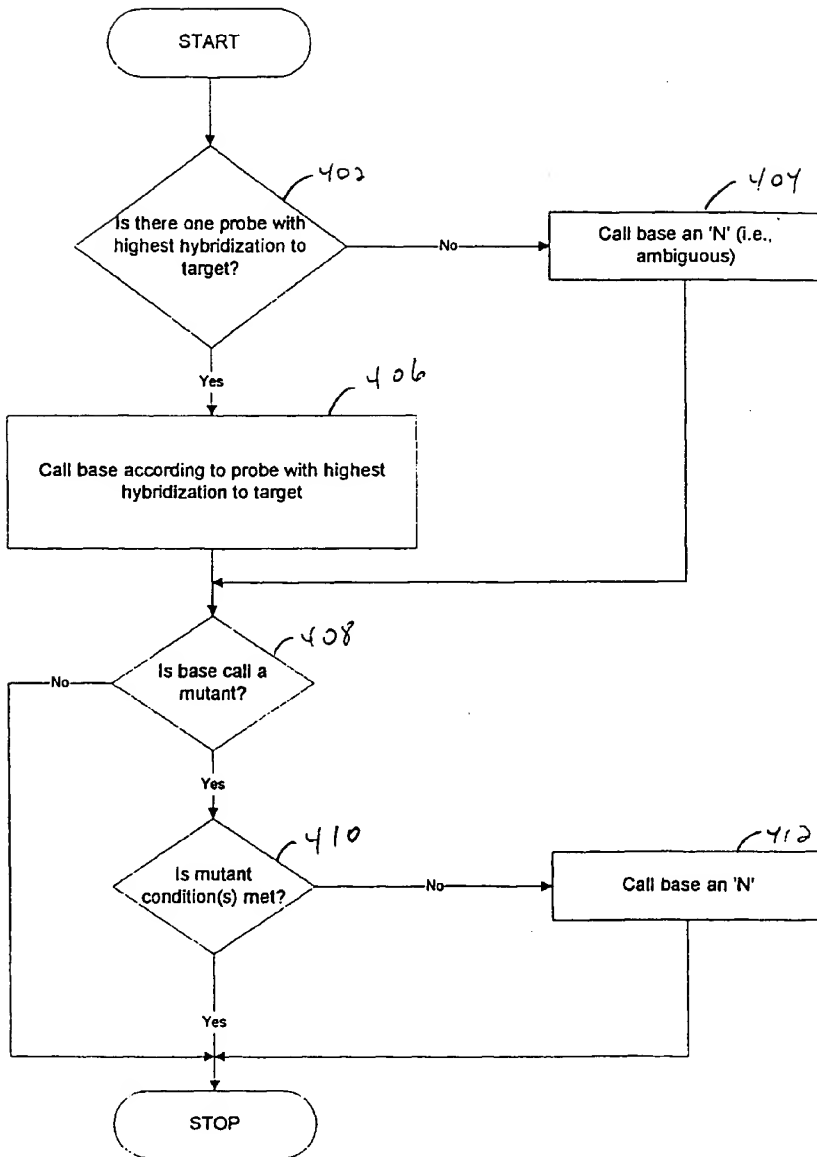 START
402
Is there one probe with
highest hybridization to
target?
No
404
Call base an 'N' (i.e.,
ambiguous)
Yes
406
Call base according to probe with highest
hybridization to target
408
Is base call a
mutant?
No
Yes
410
Is mutant
condition(s) met?
No
412
Call base an 'N'
Yes
STOP